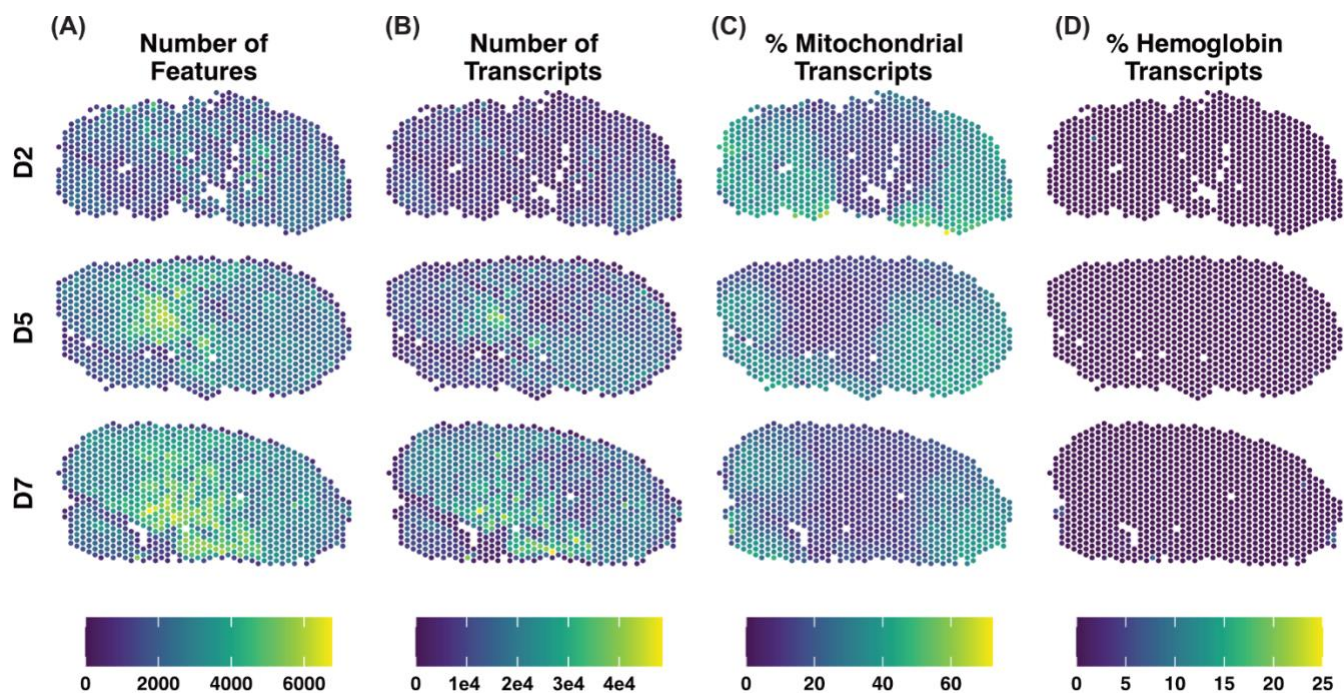 (A) (B) (C) (D)
Number of Number of % Mitochondrial % Hemoglobin
Features Transcripts Transcripts Transcripts
D2
D5
D7
0 2000 4000 6000 0 1e4 2e4 3e4 4e4 0 20 40 60 0 5 10 15 20 25